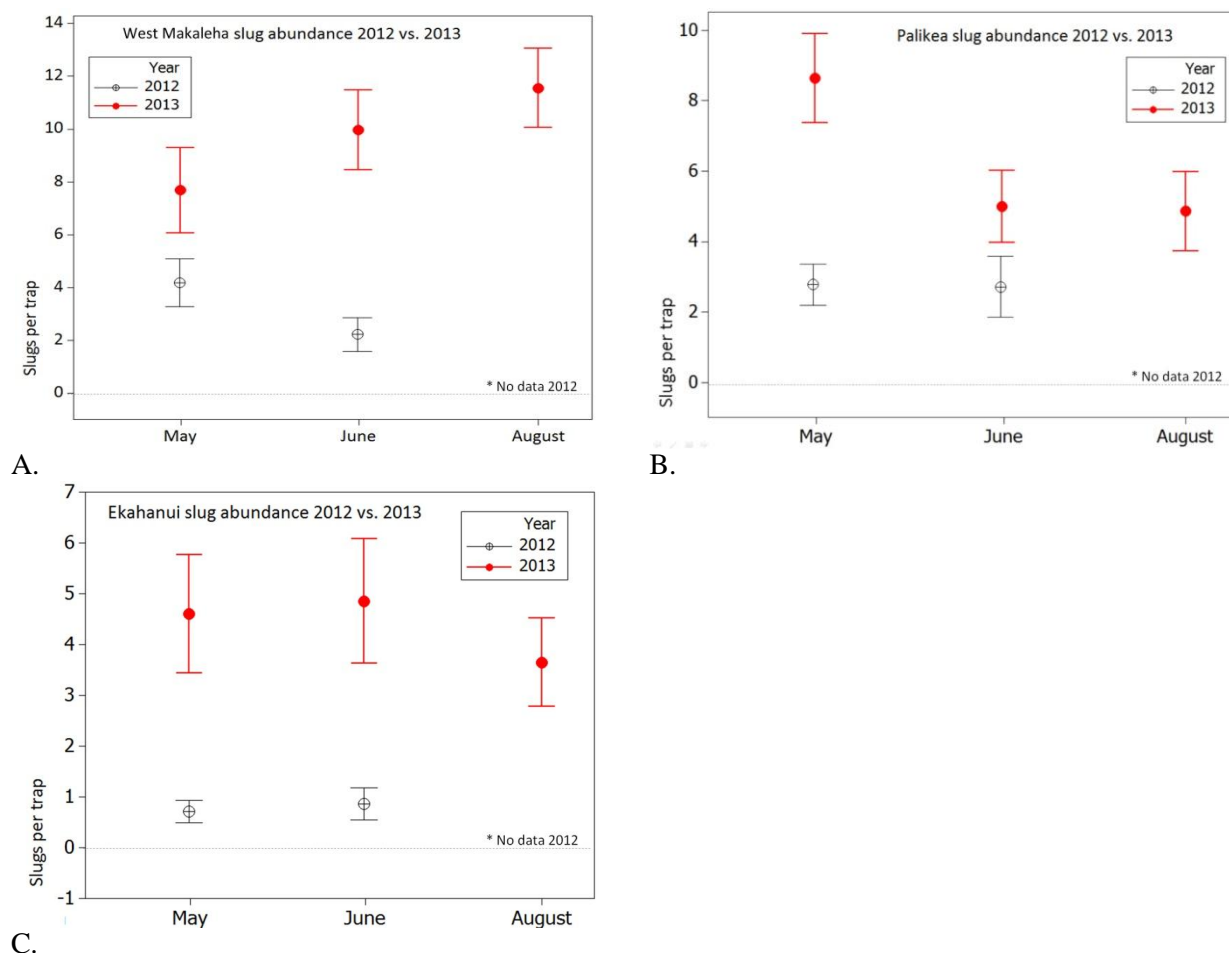 West Makaleha slug abundance 2012 vs. 2013
Year
2012
2013
14
12
10
8
6
4
2
0
Slugs per trap
* No data 2012
May
June
August
A.
Palikea slug abundance 2012 vs. 2013
Year
2012
2013
10
8
6
4
2
0
Slugs per trap
* No data 2012
May
June
August
B.
Ekahanui slug abundance 2012 vs. 2013
Year
2012
2013
7
6
5
4
3
2
1
0
-1
Slugs per trap
* No data 2012
May
June
August
C.